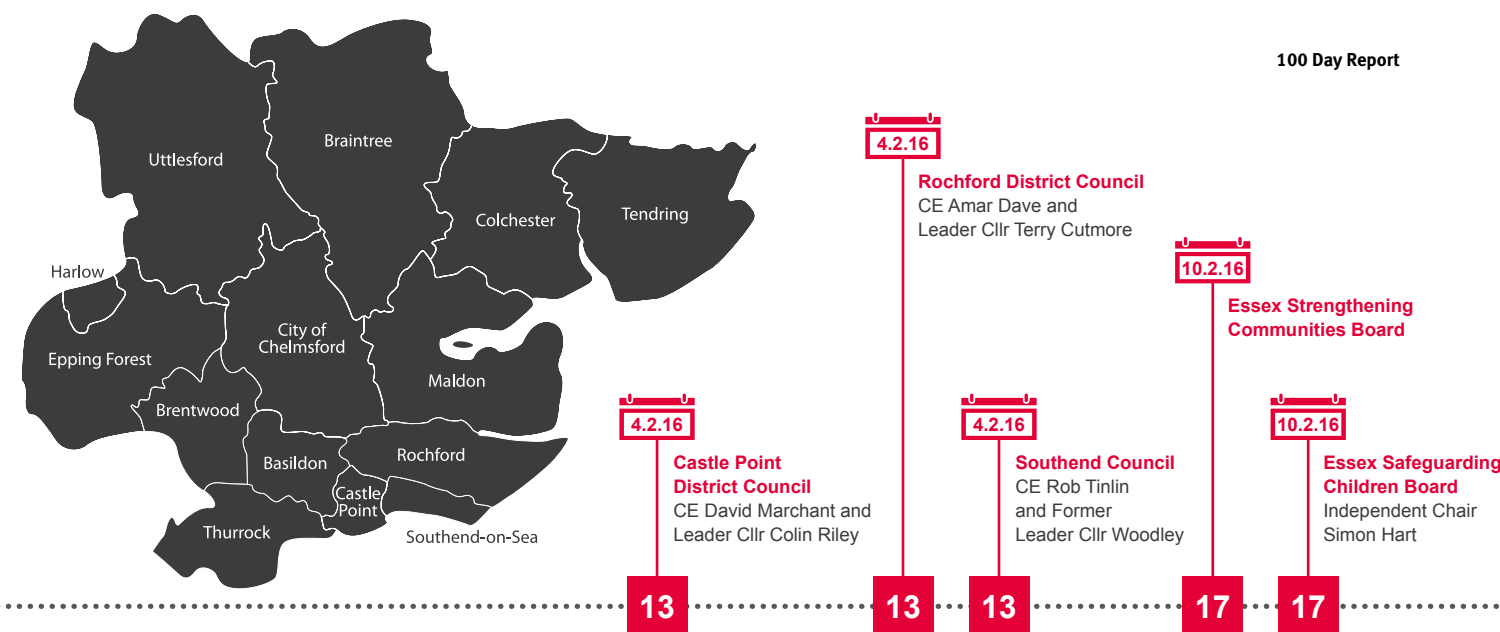 100 Day Report
Uttlesford
Braintree
Colchester
Tendring
Harlow
Epping Forest
City of
Chelmsford
Maldon
Brentwood
Basildon
Rochford
Castle
Point
Thurrock
Southend-on-Sea
4.2.16
Castle Point
District Council
CE David Marchant and
Leader Cllr Colin Riley
13
4.2.16
Rochford District Council
CE Amar Dave and
Leader Cllr Terry Cutmore
13
4.2.16
Southend Council
CE Rob Tinlin
and Former
Leader Cllr Woodley
13
10.2.16
Essex Strengthening
Communities Board
17
10.2.16
Essex Safeguarding
Children Board
Independent Chair
Simon Hart
17